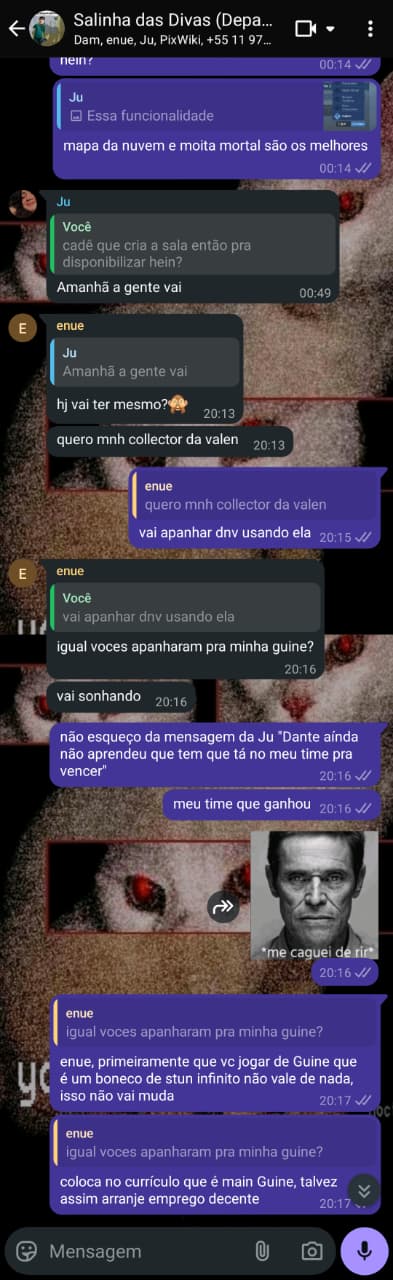 Salinha das Divas (Depa...
Dam, enue, Ju, PixWiki, +55 11 97...
hein?
00:14
Ju
Essa funcionalidade
mapa da nuvem e moita mortal são os melhores
00:14
Ju
Você
cadê que cria a sala então pra
disponibilizar hein?
Amanhã a gente vai
00:49
E
enue
Ju
Amanhã a gente vai
hj vai ter mesmo?🙊
20:13
quero mnh collector da valen 20:13
enue
quero mnh collector da valen
vai apanhar dnv usando ela 20:15
E
enue
Você
vai apanhar dnv usando ela
igual voces apanharam pra minha guine?
20:16
vai sonhando 20:16
não esqueço da mensagem da Ju "Dante aínda
não aprendeu que tem que tá no meu time pra
vencer"
20:16
meu time que ganhou 20:16
*me caguei de rir*
20:16
enue
igual voces apanharam pra minha guine?
enue, primeiramente que vc jogar de Guine que
é um boneco de stun infinito não vale de nada,
isso não vai muda
20:17
enue
igual voces apanharam pra minha guine?
coloca no currículo que é main Guine, talvez
assim arranje emprego decente
20:17
Mensagem